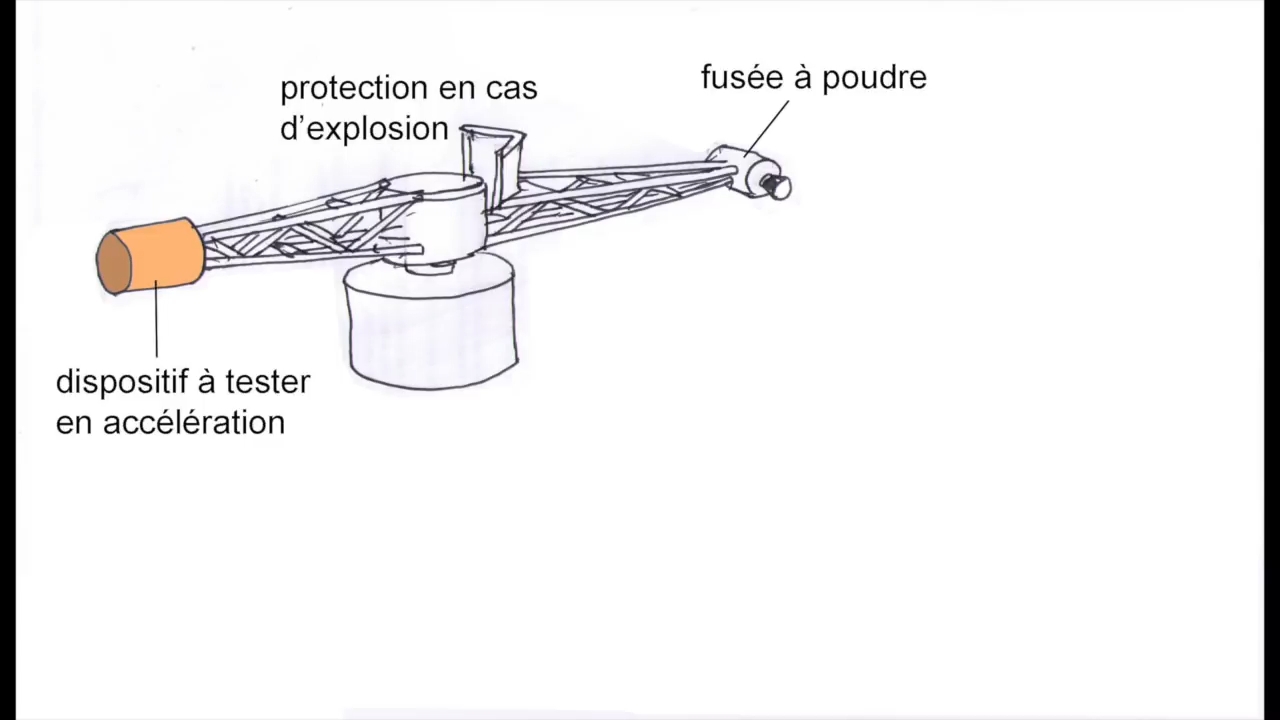 protection en cas
d’explosion
fusée à poudre
dispositif à tester
en accélération